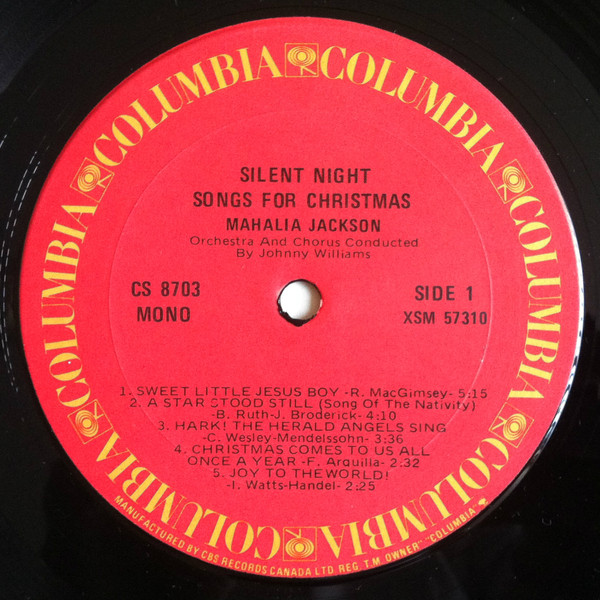 COLUMBIA COLUMBIA COLUMBIA COLUMBIA COLUMBIA COLUMBIA COLUMBIA
SILENT NIGHT
SONGS FOR CHRISTMAS
MAHALIA JACKSON
Orchestra And Chorus Conducted
By Johnny Williams
CS 8703
MONO
SIDE 1
XSM 57310
1. SWEET LITTLE JESUS BOY -R. MacGimsey- 5:15
2. A STAR STOOD STILL (Song Of The Nativity)
-B. Ruth-J. Broderick- 4:10
3. HARK! THE HERALD ANGELS SING
-C. Wesley-Mendelssohn- 3:36
4. CHRISTMAS COMES TO US ALL
ONCE A YEAR -F. Arquilla- 2:32
5. JOY TO THE WORLD!
-I. Watts-Handel- 2:25
MANUFACTURED BY CBS RECORDS CANADA LTD. REG. T.M. OWNER "COLUMBIA"